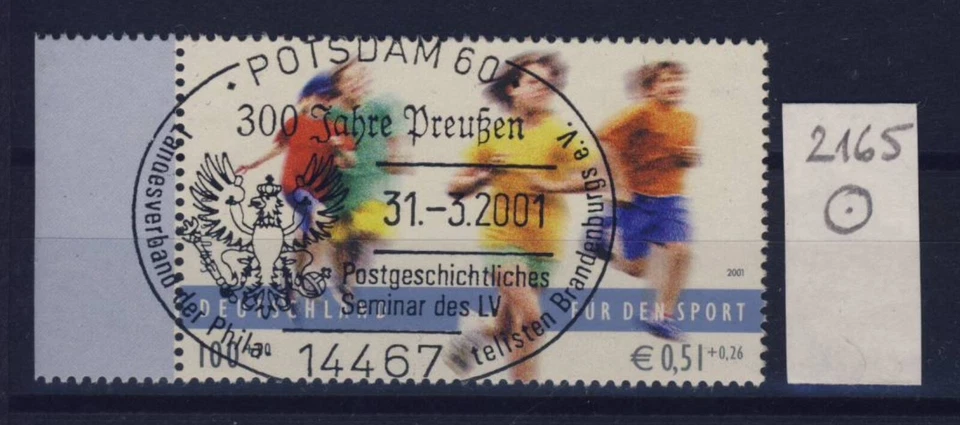 POTSDAM 60
300 Jahre Preußen
31.-3.2001
Postgeschichtliches
Seminar des LV
14467
Landesverband der Phila-
telisten Brandenburgs e.V.
2001
DEUTSCHLAND
FÜR DEN SPORT
100+50
€ 0,51+0,26
2165